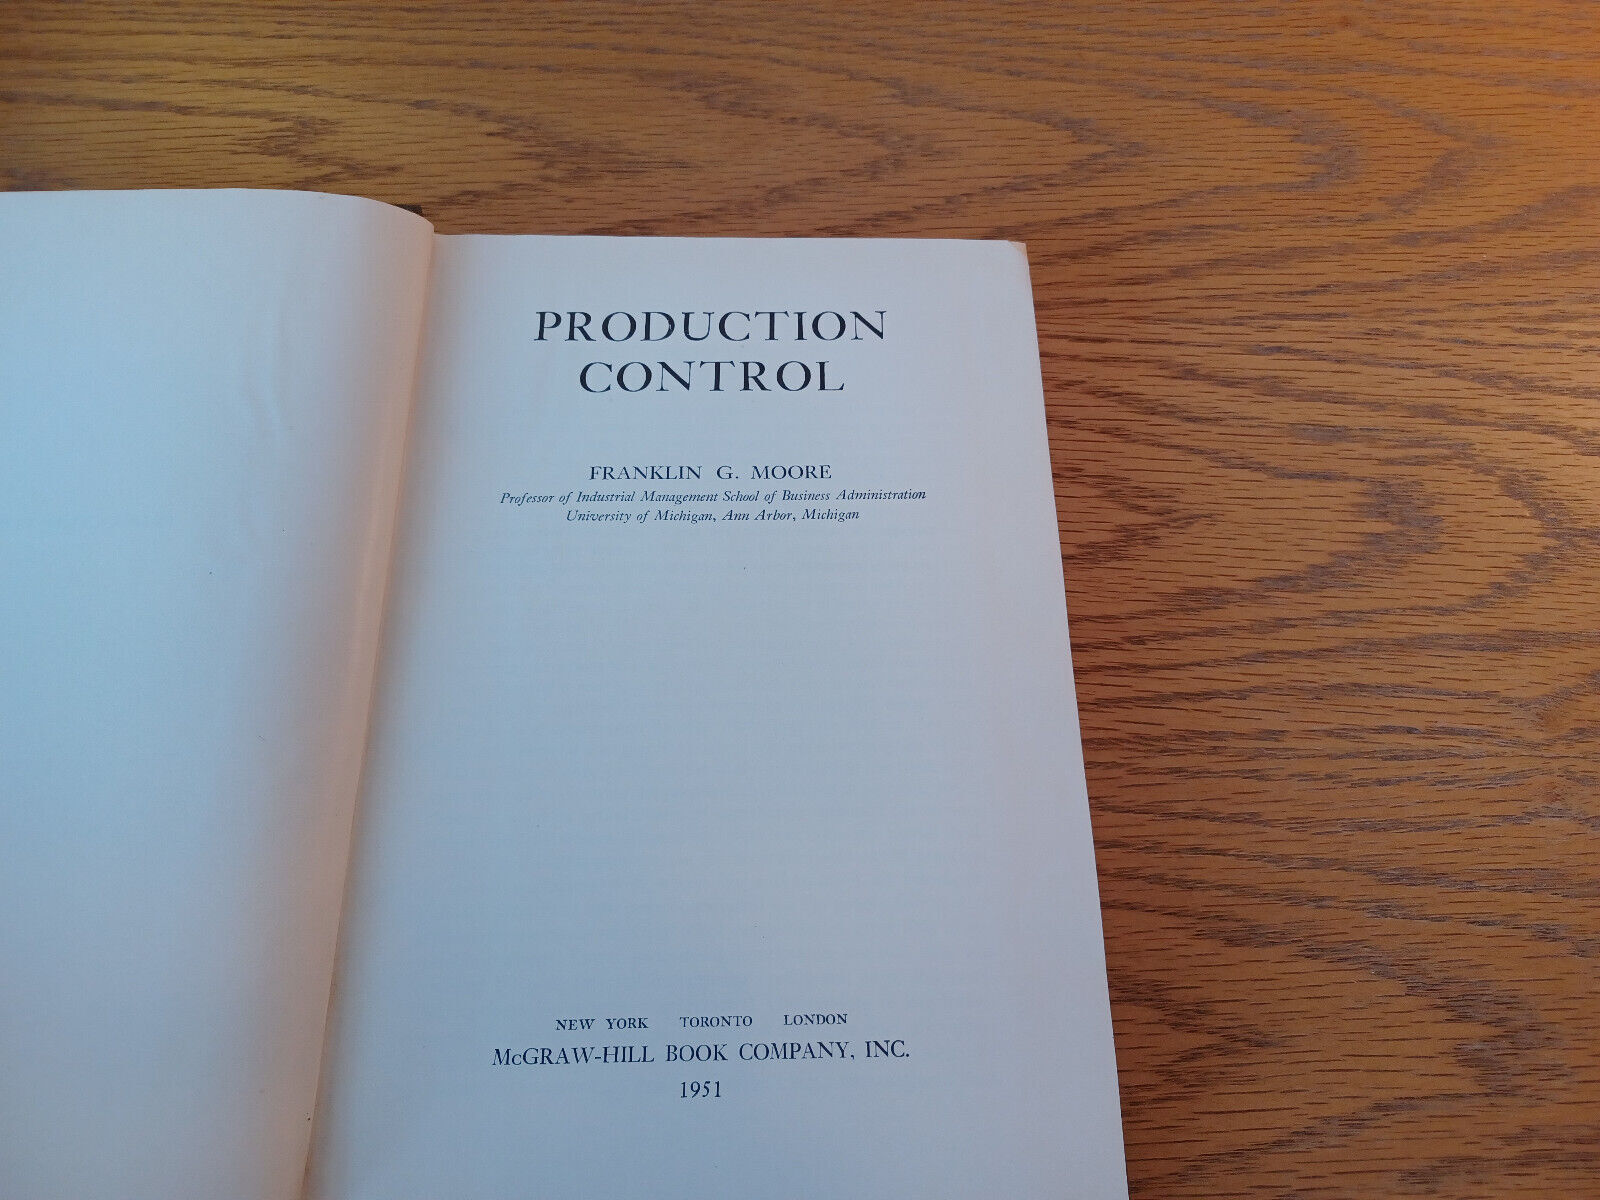 PRODUCTION
CONTROL
FRANKLIN G. MOORE
Professor of Industrial Management School of Business Administration
University of Michigan, Ann Arbor, Michigan
NEW YORK TORONTO LONDON
McGRAW-HILL BOOK COMPANY, INC.
1951